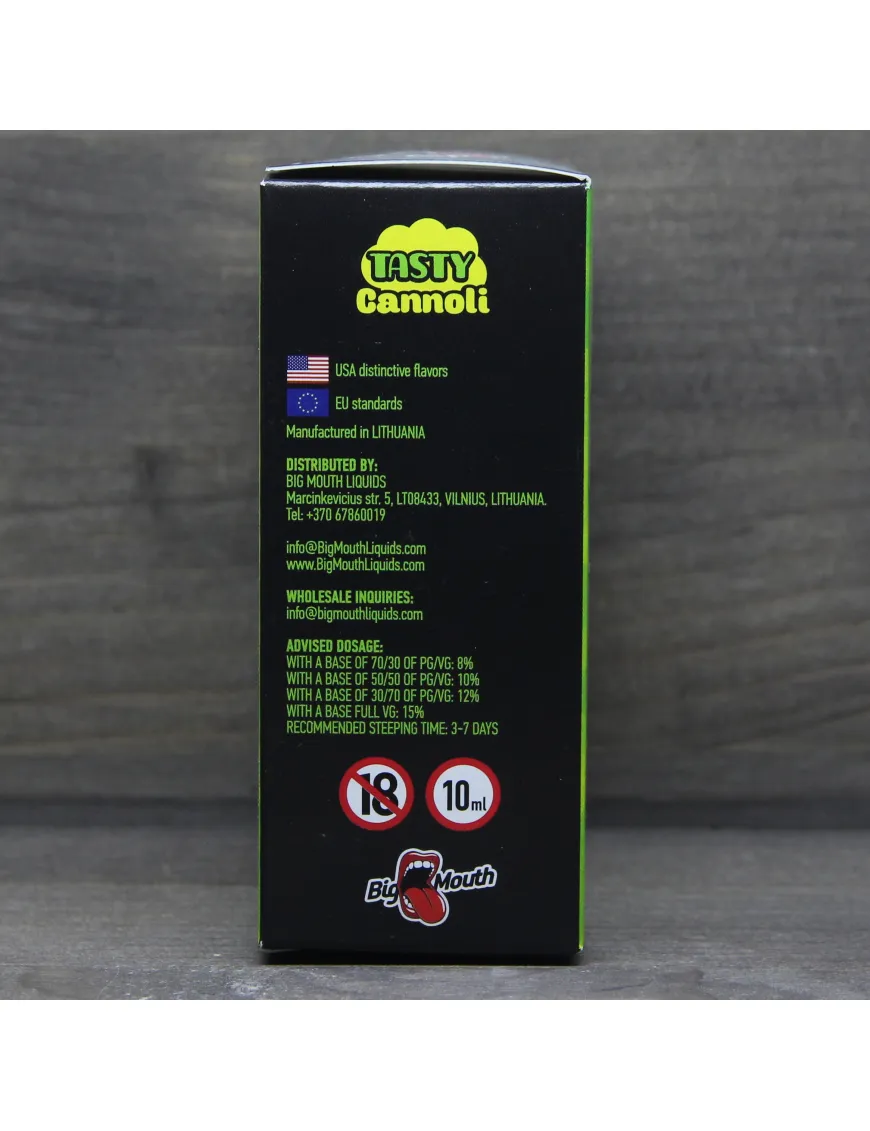 TASTY
Cannoli
USA distinctive flavors
EU standards
Manufactured in LITHUANIA
DISTRIBUTED BY:
BIG MOUTH LIQUIDS
Marcinkevicius str. 5, LT08433, VILNIUS, LITHUANIA.
Tel: +370 67860019
info@BigMouthLiquids.com
www.BigMouthLiquids.com
WHOLESALE INQUIRIES:
info@bigmouthliquids.com
ADVISED DOSAGE:
WITH A BASE OF 70/30 OF PG/VG: 8%
WITH A BASE OF 50/50 OF PG/VG: 10%
WITH A BASE OF 30/70 OF PG/VG: 12%
WITH A BASE FULL VG: 15%
RECOMMENDED STEEPING TIME: 3-7 DAYS
18
10ml
Big Mouth